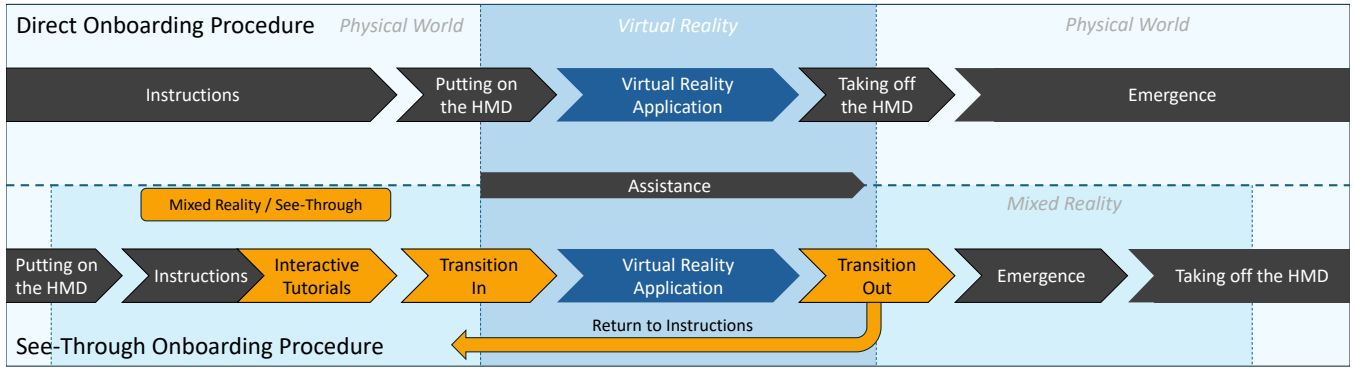 Direct Onboarding Procedure
Physical World
Virtual Reality
Physical World
Instructions
Putting on
the HMD
Virtual Reality
Application
Taking off
the HMD
Emergence
Assistance
Mixed Reality / See-Through
Mixed Reality
Putting on
the HMD
Instructions
Interactive
Tutorials
Transition
In
Virtual Reality
Application
Transition
Out
Emergence
Taking off the HMD
Return to Instructions
See-Through Onboarding Procedure